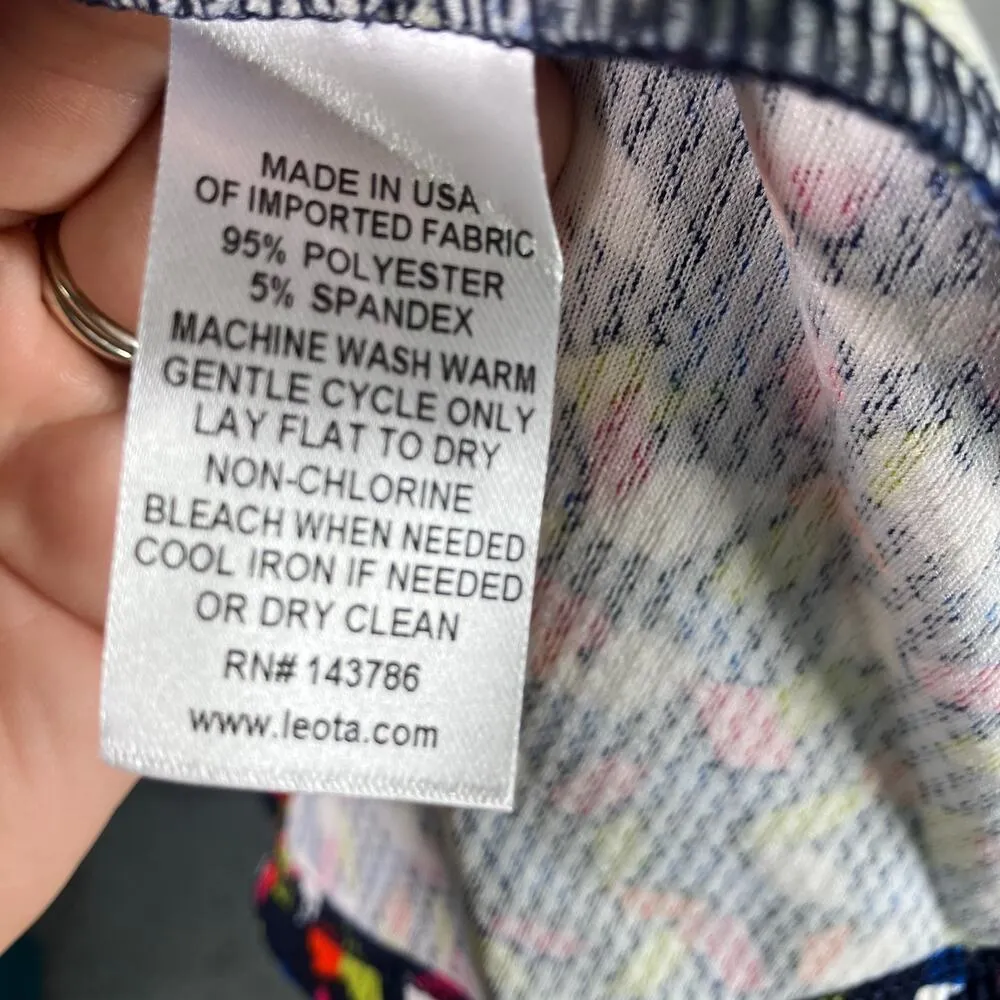 MADE IN USA
OF IMPORTED FABRIC
95% POLYESTER
5% SPANDEX
MACHINE WASH WARM
GENTLE CYCLE ONLY
LAY FLAT TO DRY
NON-CHLORINE
BLEACH WHEN NEEDED
COOL IRON IF NEEDED
OR DRY CLEAN
RN# 143786
www.leota.com